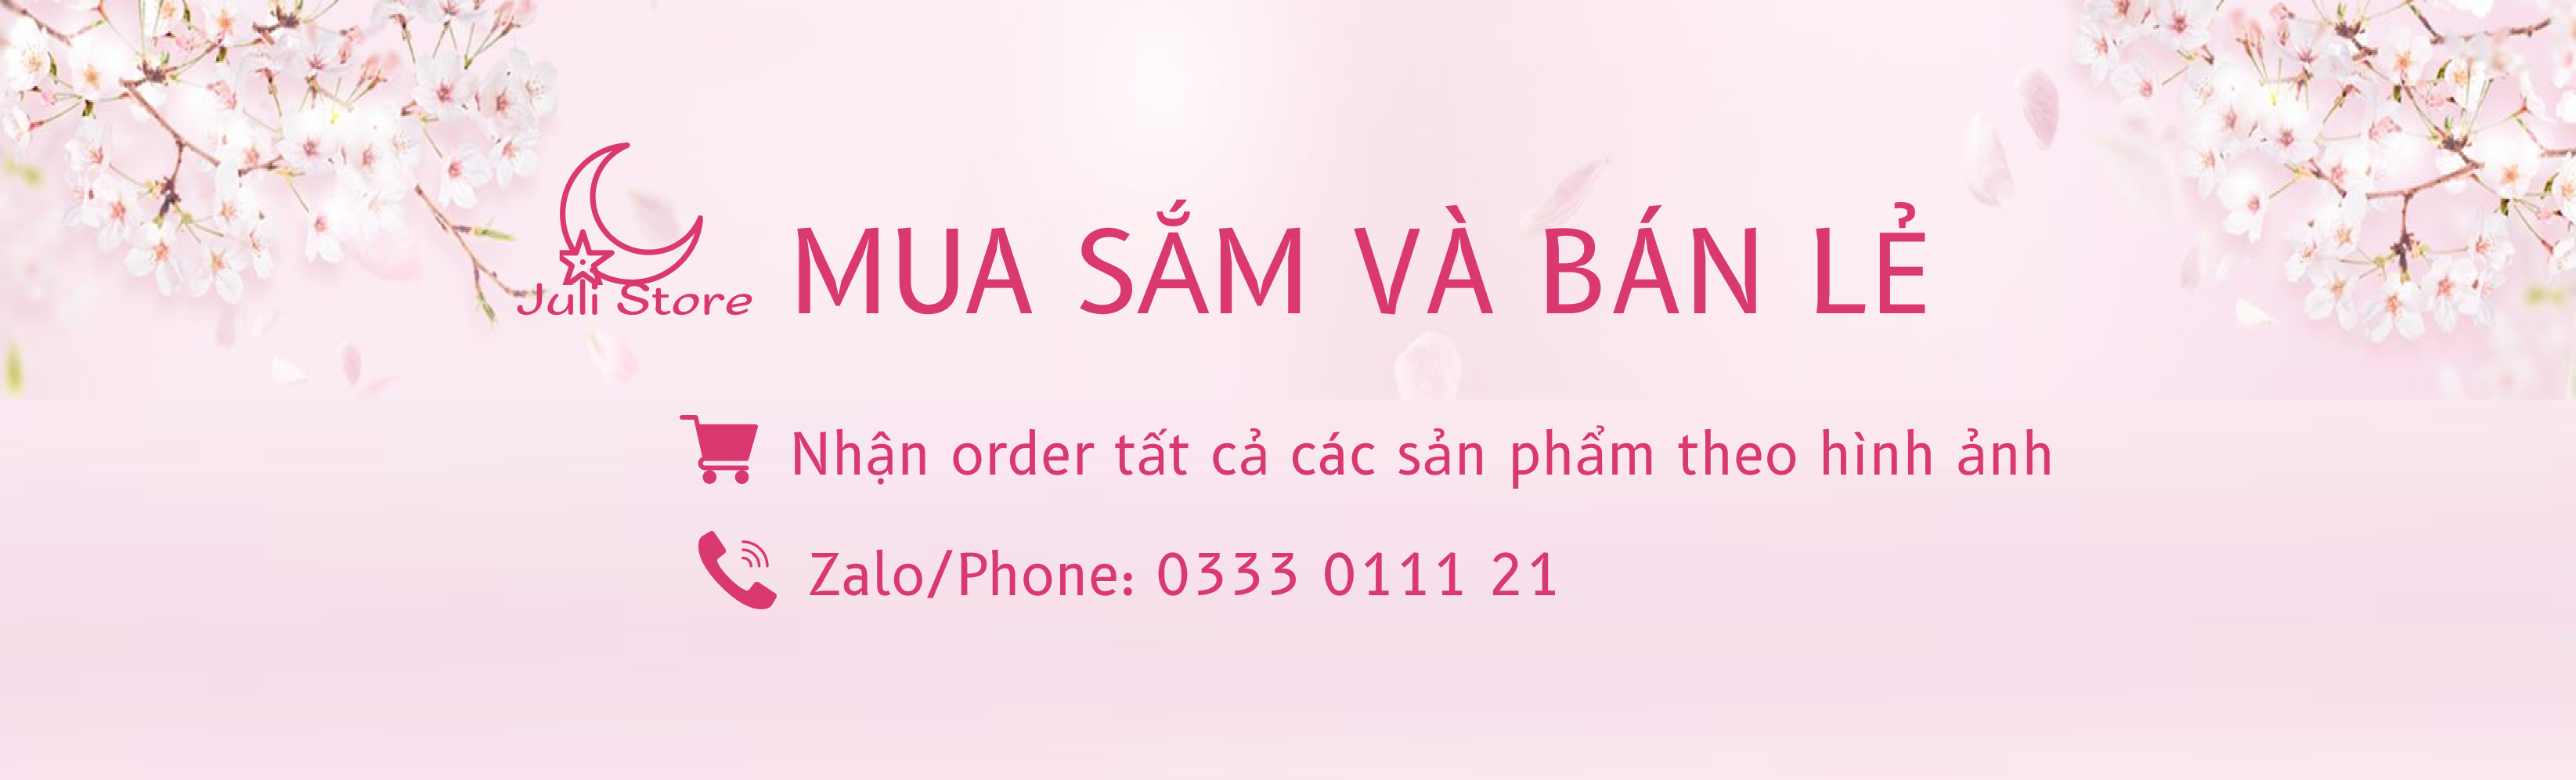 Juli Store
MUA SẮM VÀ BÁN LẺ
Nhận order tất cả các sản phẩm theo hình ảnh
Zalo/Phone: 0333 0111 21